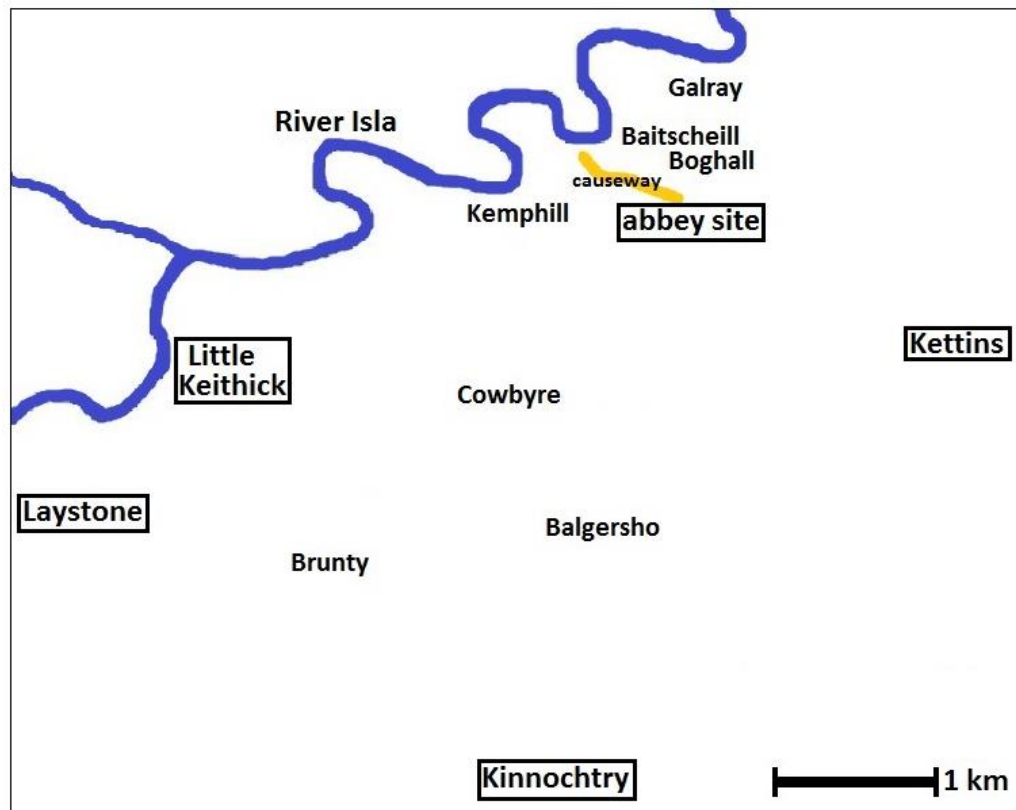 Galray
River Isla
Baitscheill
Boghall
causeway
Kemphill
abbey site
Kettins
Little
Keithick
Cowbyre
Laystone
Balgersho
Brunty
Kinnochtry
1 km